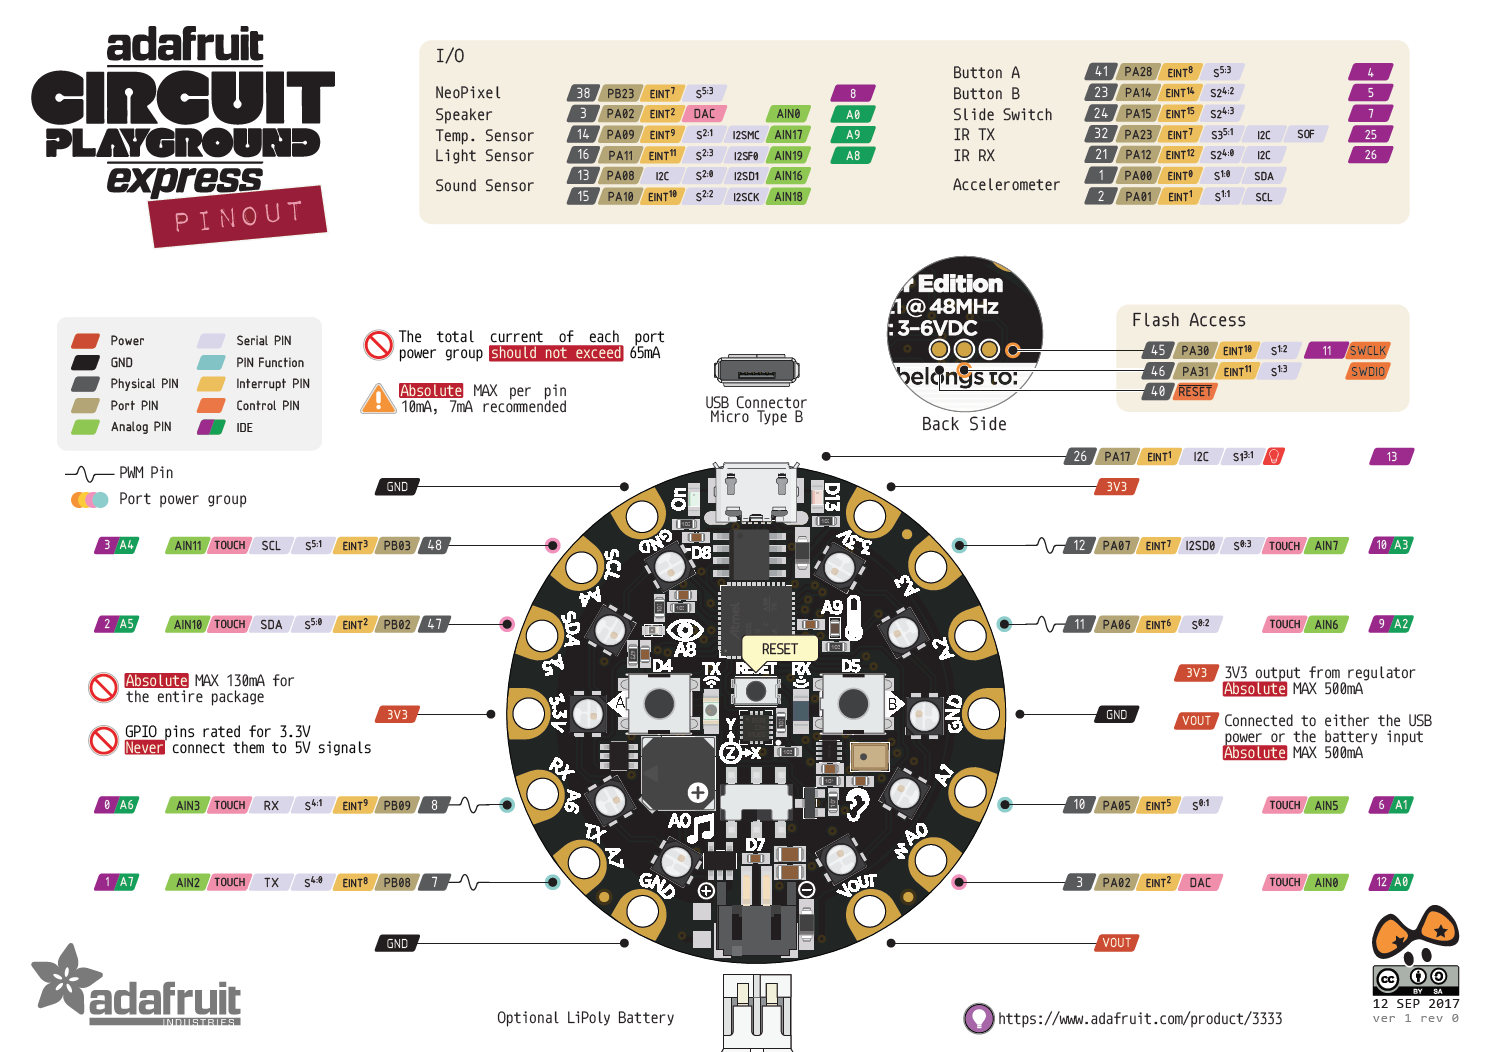 adafruit
CIRCUIT
PLAYGROUND
express
PINOUT
I/O
NeoPixel 38 PB23 EINT7 S5:3 8
Speaker 3 PA02 EINT2 DAC AIN0 A0
Temp. Sensor 14 PA09 EINT9 S2:1 I2SMC AIN17 A9
Light Sensor 16 PA11 EINT11 S2:3 I2SF0 AIN19 A8
Sound Sensor 13 PA08 I2C S2:0 I2SD1 AIN16
15 PA10 EINT10 S2:2 I2SCK AIN18
Button A 41 PA28 EINT8 S5:3 4
Button B 23 PA14 EINT14 S24:2 5
Slide Switch 24 PA15 EINT15 S24:3 7
IR TX 32 PA23 EINT7 S35:1 I2C SOF 25
IR RX 21 PA12 EINT12 S24:0 I2C 26
Accelerometer 1 PA00 EINT0 S1:0 SDA
2 PA01 EINT1 S1:1 SCL
Power
GND
Physical PIN
Port PIN
Analog PIN
Serial PIN
PIN Function
Interrupt PIN
Control PIN
IDE
PWM Pin
Port power group
The total current of each port
power group should not exceed 65mA
Absolute MAX per pin
10mA, 7mA recommended
USB Connector
Micro Type B
r Edition
1 @ 48MHz
: 3-6VDC
belongs to:
Back Side
Flash Access
45 PA30 EINT10 S1:2 11 SWCLK
46 PA31 EINT11 S1:3 SWDIO
40 RESET
26 PA17 EINT1 I2C S13:1 13
GND
3V3
3 A4 AIN11 TOUCH SCL S5:1 EINT3 PB03 48
12 PA07 EINT7 I2SD0 S0:3 TOUCH AIN7 10 A3
2 A5 AIN10 TOUCH SDA S5:0 EINT2 PB02 47
11 PA06 EINT6 S0:2 TOUCH AIN6 9 A2
Absolute MAX 130mA for
the entire package
GPIO pins rated for 3.3V
Never connect them to 5V signals
3V3
GND
3V3 3V3 output from regulator
Absolute MAX 500mA
VOUT Connected to either the USB
power or the battery input
Absolute MAX 500mA
0 A6 AIN3 TOUCH RX S4:1 EINT9 PB09 8
10 PA05 EINT5 S0:1 TOUCH AIN5 6 A1
1 A7 AIN2 TOUCH TX S4:0 EINT8 PB08 7
3 PA02 EINT2 DAC TOUCH AIN0 12 A0
GND
VOUT
On
D13
GND
D8
3.3V
SCL
A4
A3
A9
SDA
A5
A8
A2
RESET
D4
TX
RESET
RX
D5
A
B
3.3V
GND
Y
Z
X
RX
A6
A1
TX
A7
A0
D7
A0
GND
VOUT
Atmel
adafruit
INDUSTRIES
Optional LiPoly Battery
https://www.adafruit.com/product/3333
cc
BY SA
12 SEP 2017
ver 1 rev 0